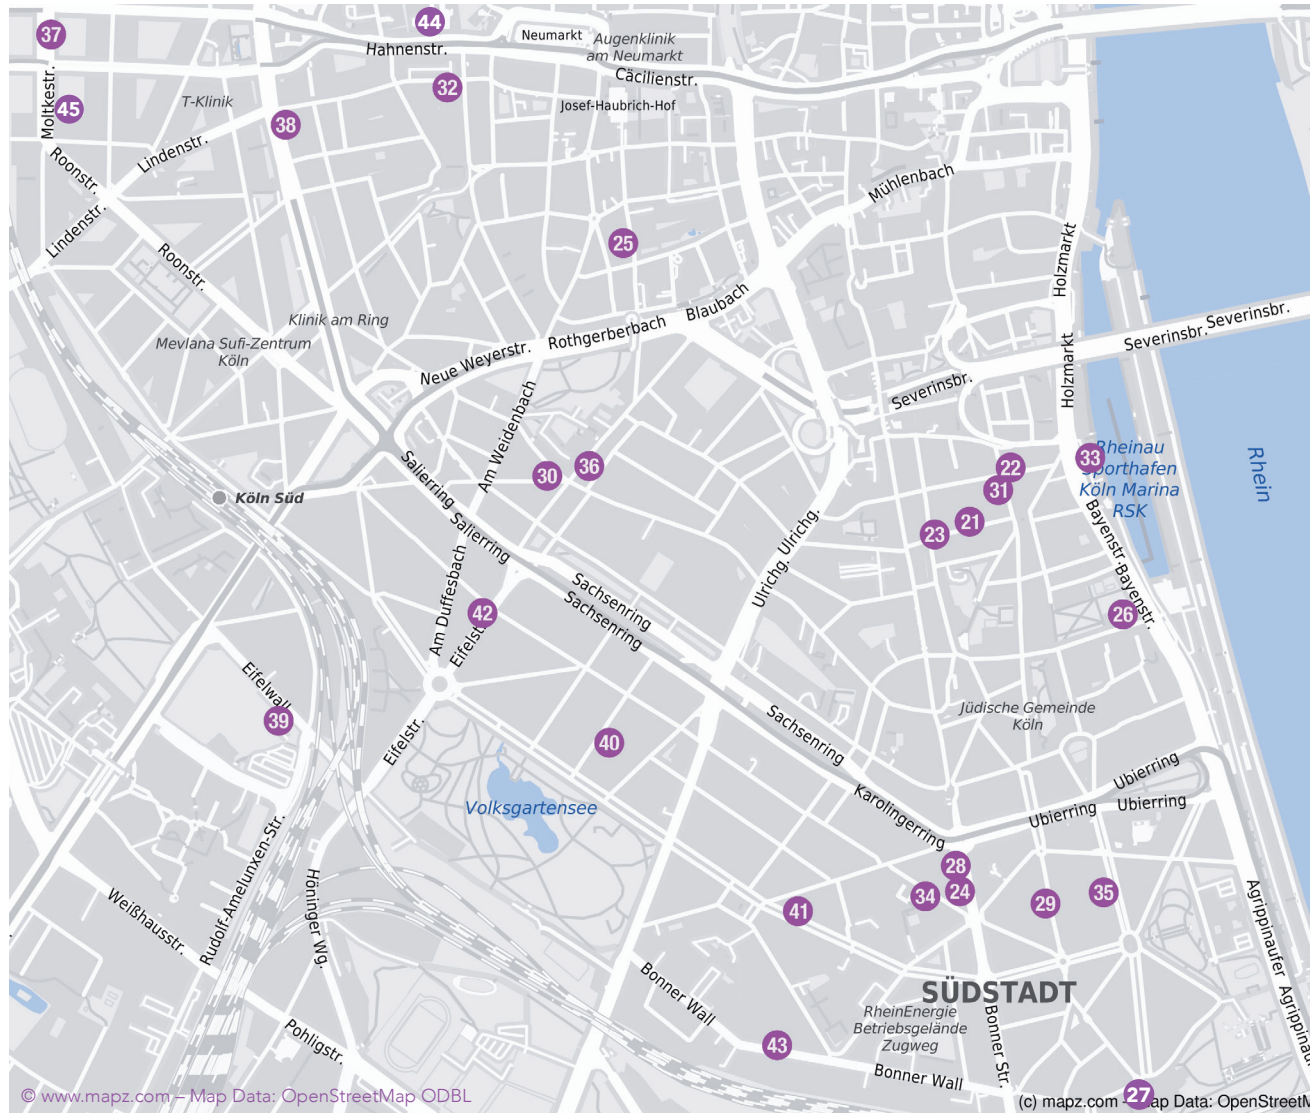 44
37
Neumarkt
Augenklinik
am Neumarkt
Hahnenstr.
Cäcilienstr.
32
Moltkestr.
45
T-Klinik
Josef-Haubrich-Hof
38
Lindenstr.
Roonstr.
Mühlenbach
Lindenstr.
25
Roonstr.
Holzmarkt
Blaubach
Klinik am Ring
Rothgerberbach
Severinsbr.
Severinsbr.
Mevlana Sufi-Zentrum
Köln
Neue Weyerstr.
Holzmarkt
Severinsbr.
Am Weidenbach
Rheinau
Sporthafen
Köln Marina
RSK
33
Rhein
22
36
30
31
Salierring
Köln Süd
21
23
Salierring
Ulrichg.
Ulrichg.
Bayenstr.
Bayenstr.
Am Duffesbach
Sachsenring
Sachsenring
42
Eifelstr.
26
Eifelwall
39
Jüdische Gemeinde
Köln
Sachsenring
40
Eifelstr.
Volksgartensee
Ubierring
Ubierring
Ubierring
Karolingerring
28
24
34
29
35
41
Rudolf-Amelunxen-Str.
Höninger Wg.
Weißhausstr.
Agrippinaufer
Bonner Wall
SÜDSTADT
RheinEnergie
Betriebsgelände
Zugweg
Bonner Str.
43
Pohligstr.
Bonner Wall
27
© www.mapz.com – Map Data: OpenStreetMap ODBL
(c) mapz.com - Map Data: OpenStreetM